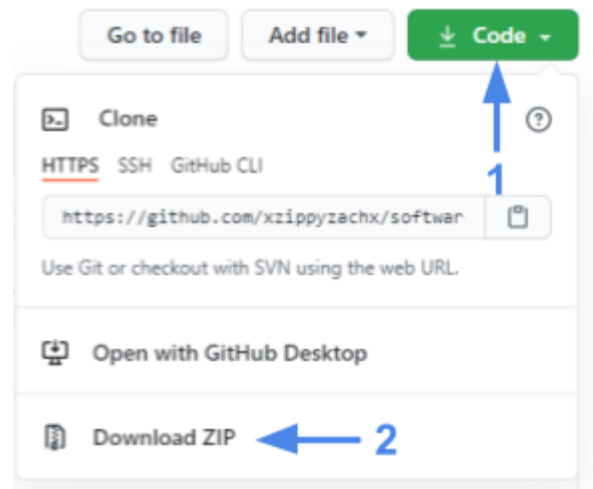 Go to file Add file Code
Clone
1
HTTPS SSH GitHub CLI
https://github.com/xzippyzachx/softwar
Use Git or checkout with SVN using the web URL.
Open with GitHub Desktop
Download ZIP 2